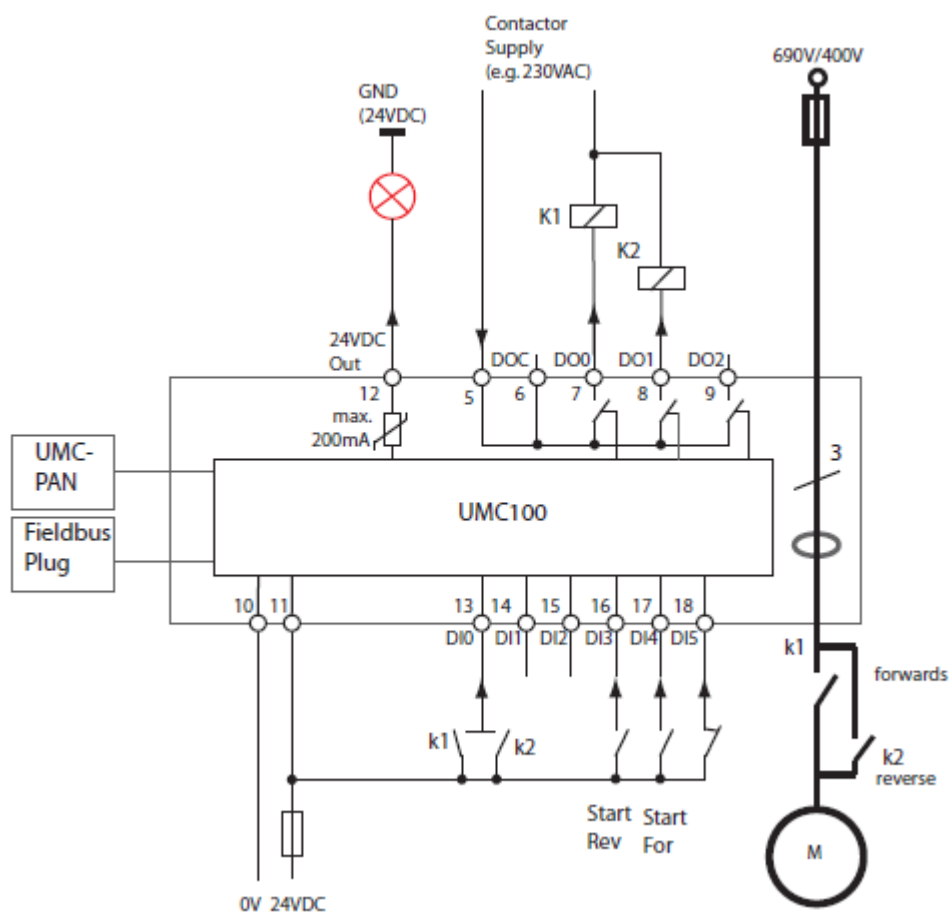 Contactor
Supply
(e.g. 230VAC)
690V/400V
GND
(24VDC)
K1
K2
24VDC
Out
DOC
DO0
DO1
DO2
12
5
6
7
8
9
max.
200mA
UMC-
PAN
3
UMC100
Fieldbus
Plug
10
11
13
14
15
16
17
18
DI0
DI1
DI2
DI3
DI4
DI5
k1
forwards
k1
k2
k2
reverse
Start
Rev
Start
For
M
0V
24VDC